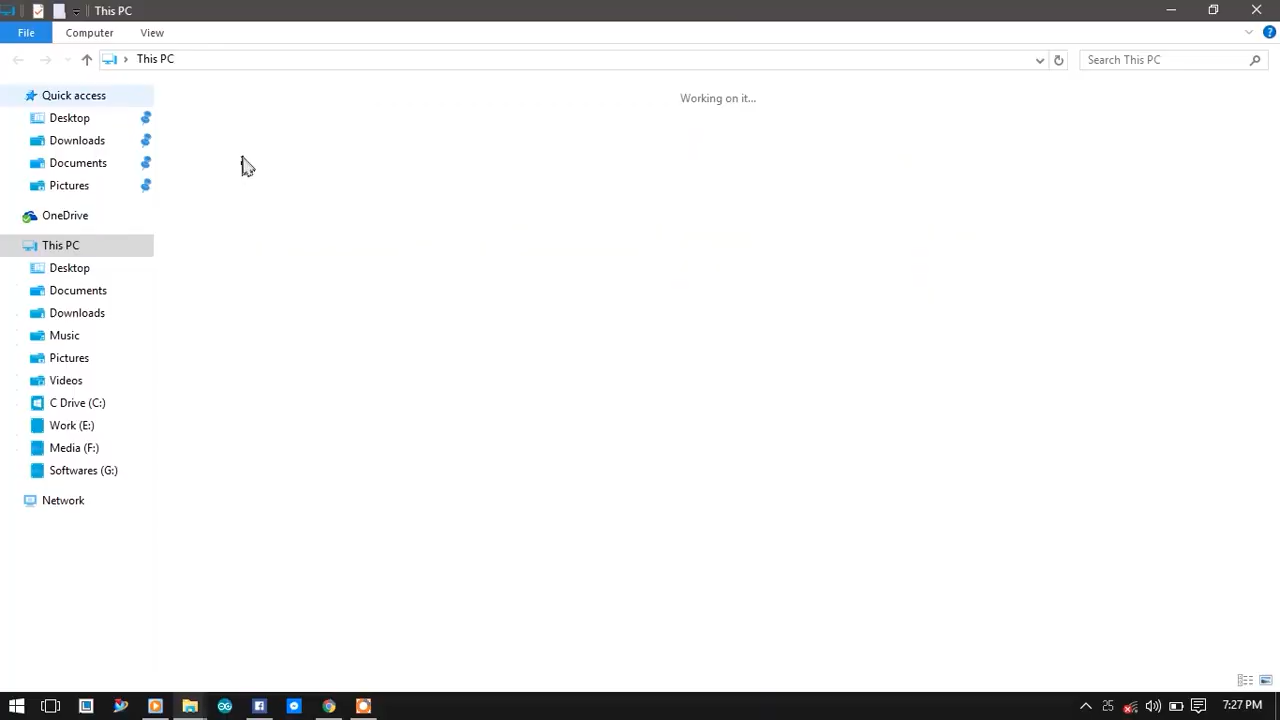 This PC
File Computer View
This PC
Search This PC
Working on it...
Quick access
Desktop
Downloads
Documents
Pictures
OneDrive
This PC
Desktop
Documents
Downloads
Music
Pictures
Videos
C Drive (C:)
Work (E:)
Media (F:)
Softwares (G:)
Network
25 7:27 PM